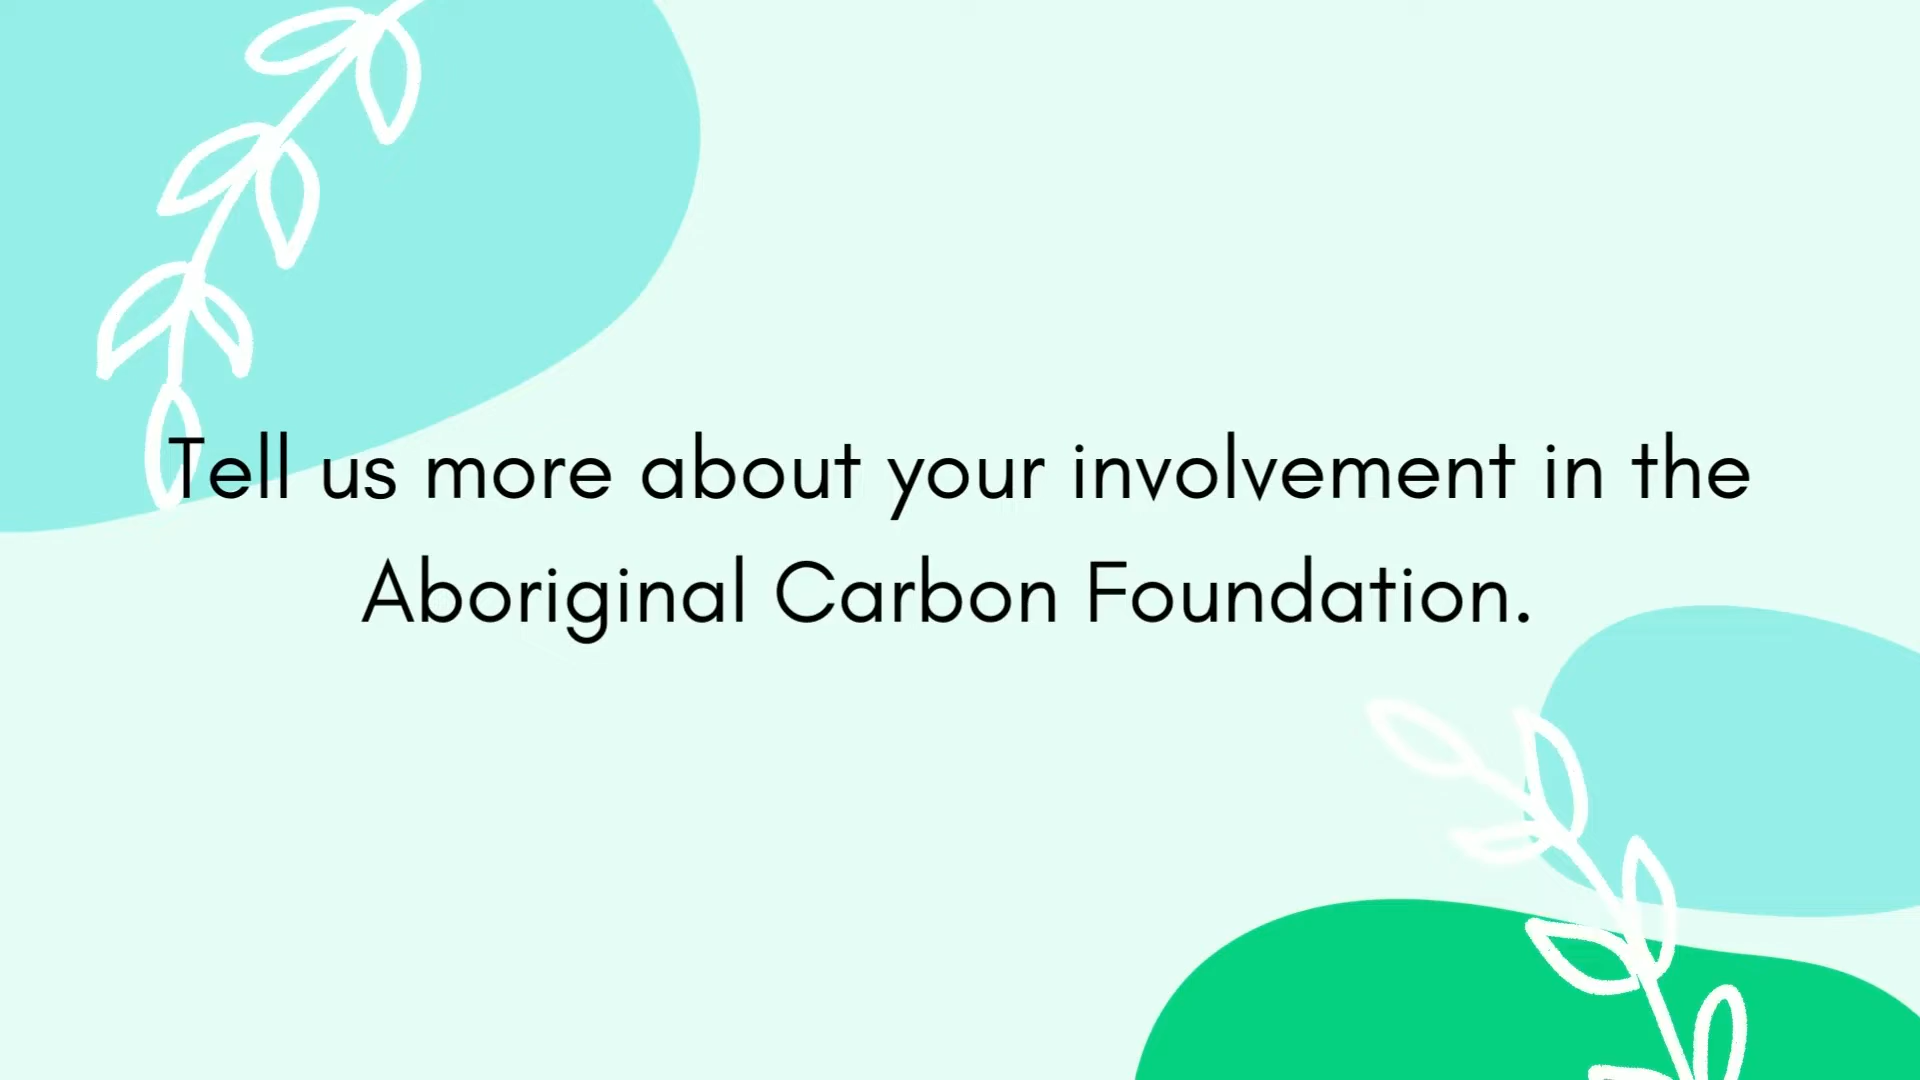 Tell us more about your involvement in the
Aboriginal Carbon Foundation.